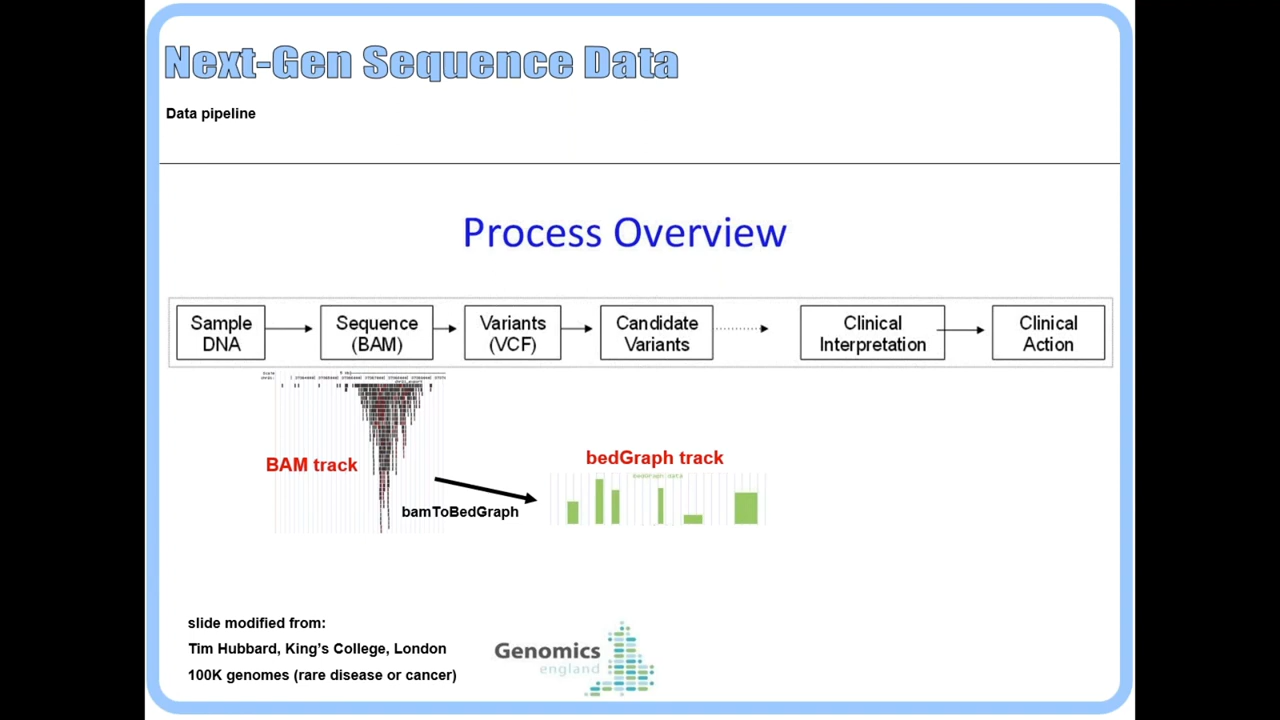 Next-Gen Sequence Data
Data pipeline
Process Overview
Sample
DNA
Sequence
(BAM)
Variants
(VCF)
Candidate
Variants
Clinical
Interpretation
Clinical
Action
BAM track
bamToBedGraph
bedGraph track
bedGraph data
slide modified from:
Tim Hubbard, King's College, London
100K genomes (rare disease or cancer)
Genomics
england